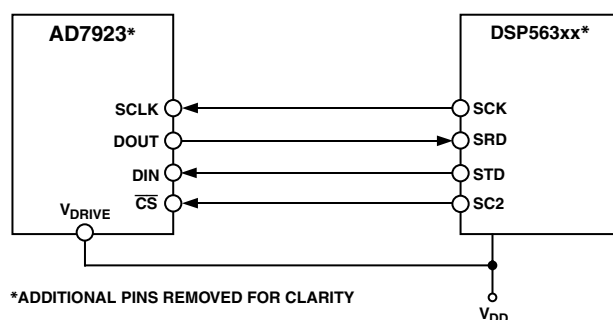 AD7923*
DSP563xx*
SCLK
SCK
DOUT
SRD
DIN
STD
CS
SC2
VDRIVE
*ADDITIONAL PINS REMOVED FOR CLARITY
VDD